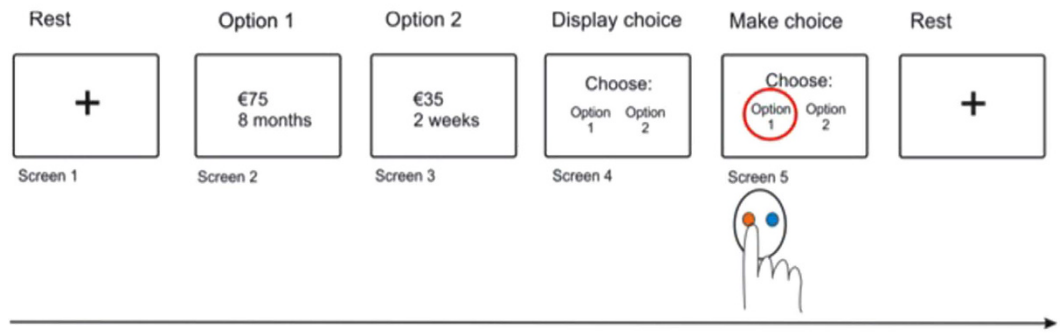 Rest
Option 1
Option 2
Display choice
Make choice
Rest
+
€75
8 months
€35
2 weeks
Choose:
Option
1
Option
2
Choose:
Option
1
Option
2
+
Screen 1
Screen 2
Screen 3
Screen 4
Screen 5